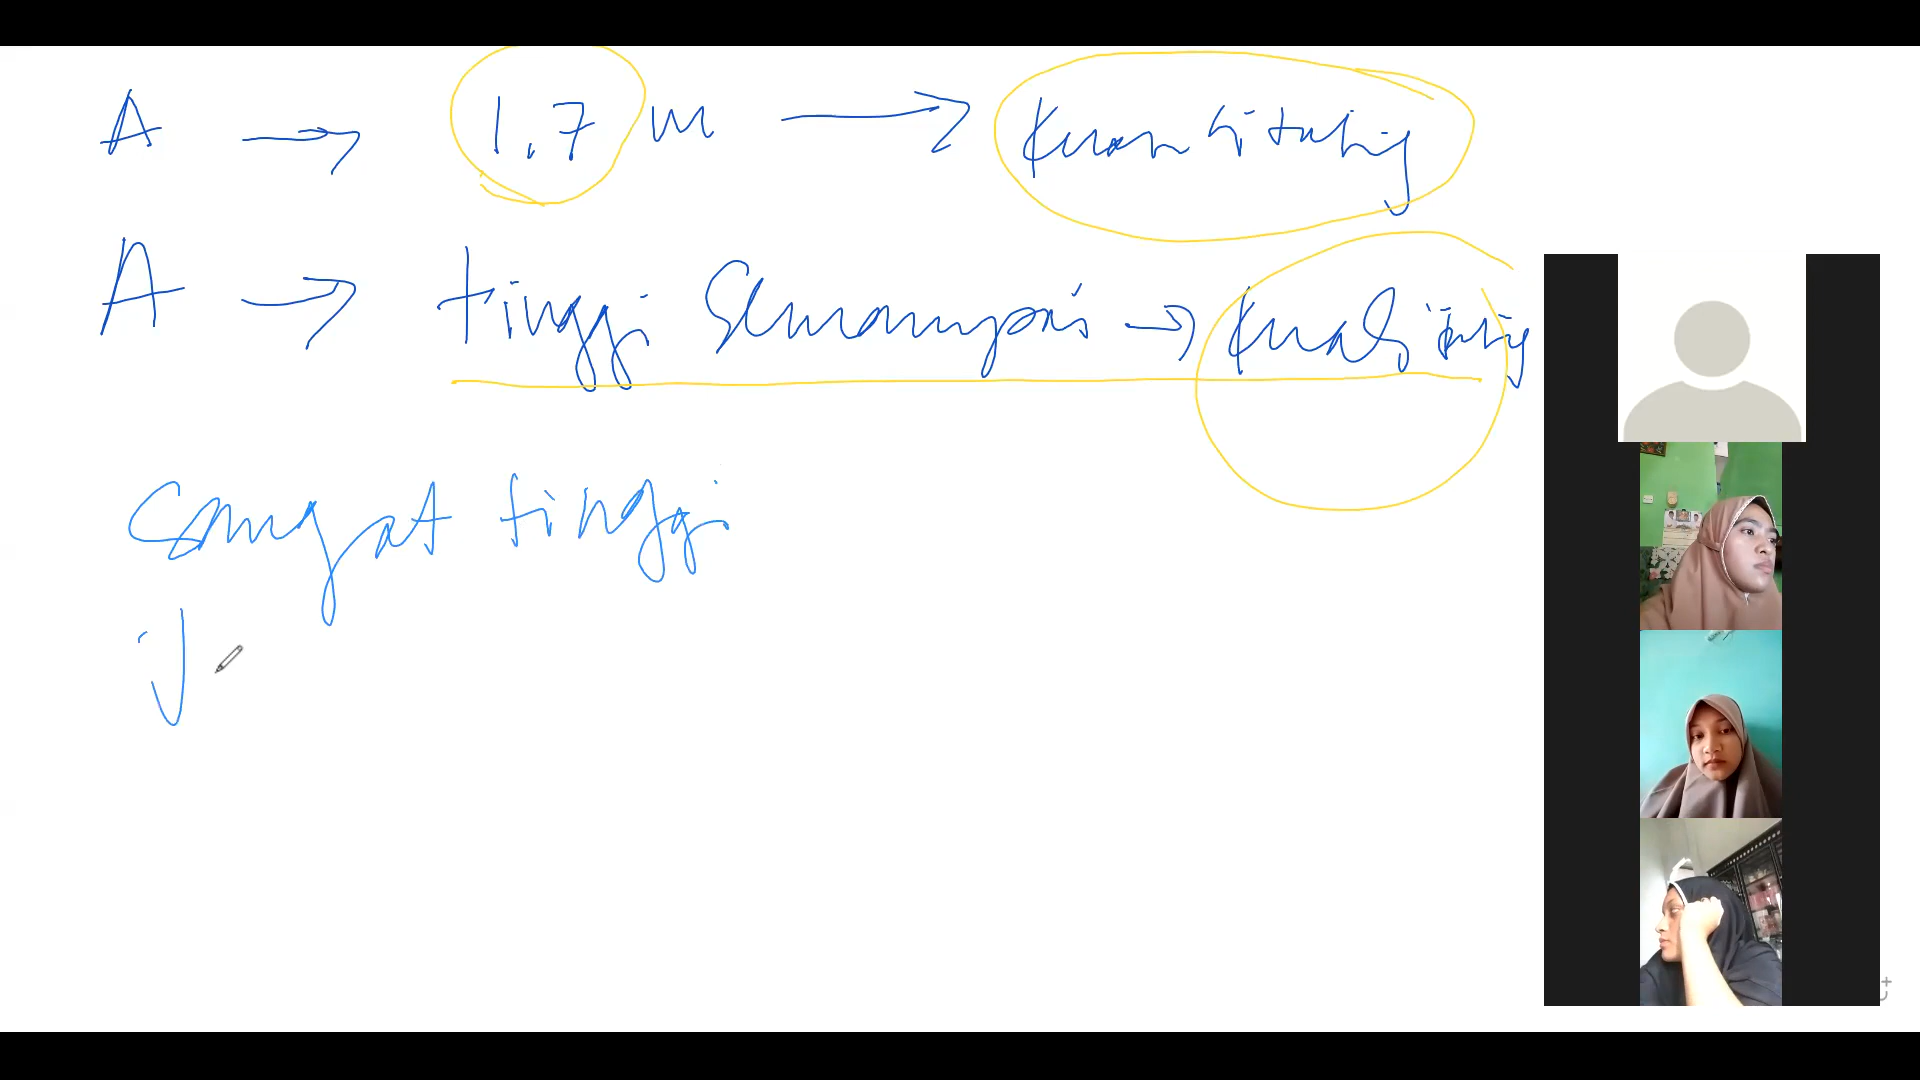 A → 1,7 m → Kuantitatif
A → tinggi Semampai → Kualitatif
sangat tinggi